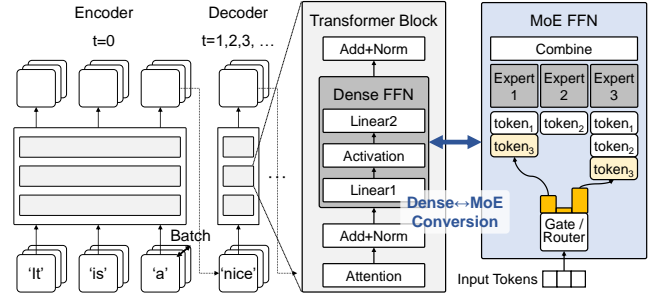 Encoder
t=0
Decoder
t=1,2,3, ...
'It'
'is'
'a'
Batch
'nice'
...
Transformer Block
Add+Norm
Dense FFN
Linear2
Activation
Linear1
Add+Norm
Attention
Dense↔MoE
Conversion
MoE FFN
Combine
Expert
1
Expert
2
Expert
3
token₁
token₃
token₂
token₁
token₂
token₃
Gate /
Router
Input Tokens